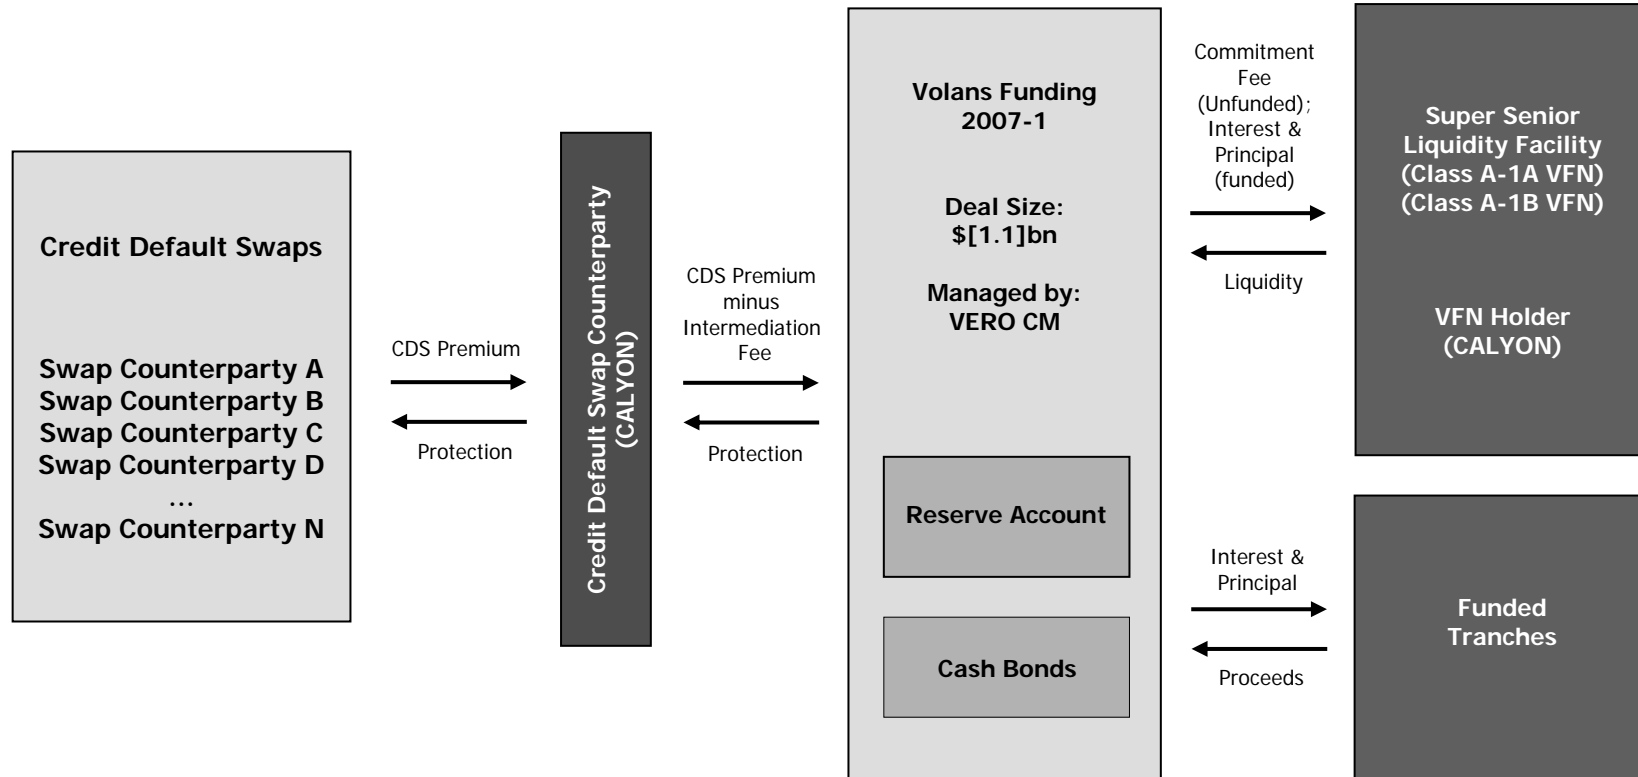 Credit Default Swaps
Swap Counterparty A
Swap Counterparty B
Swap Counterparty C
Swap Counterparty D
...
Swap Counterparty N
CDS Premium
Protection
Credit Default Swap Counterparty
(CALYON)
CDS Premium
minus
Intermediation
Fee
Protection
Volans Funding
2007-1
Deal Size:
$[1.1]bn
Managed by:
VERO CM
Reserve Account
Cash Bonds
Commitment
Fee
(Unfunded);
Interest &
Principal
(funded)
Liquidity
Super Senior
Liquidity Facility
(Class A-1A VFN)
(Class A-1B VFN)
VFN Holder
(CALYON)
Interest &
Principal
Proceeds
Funded
Tranches